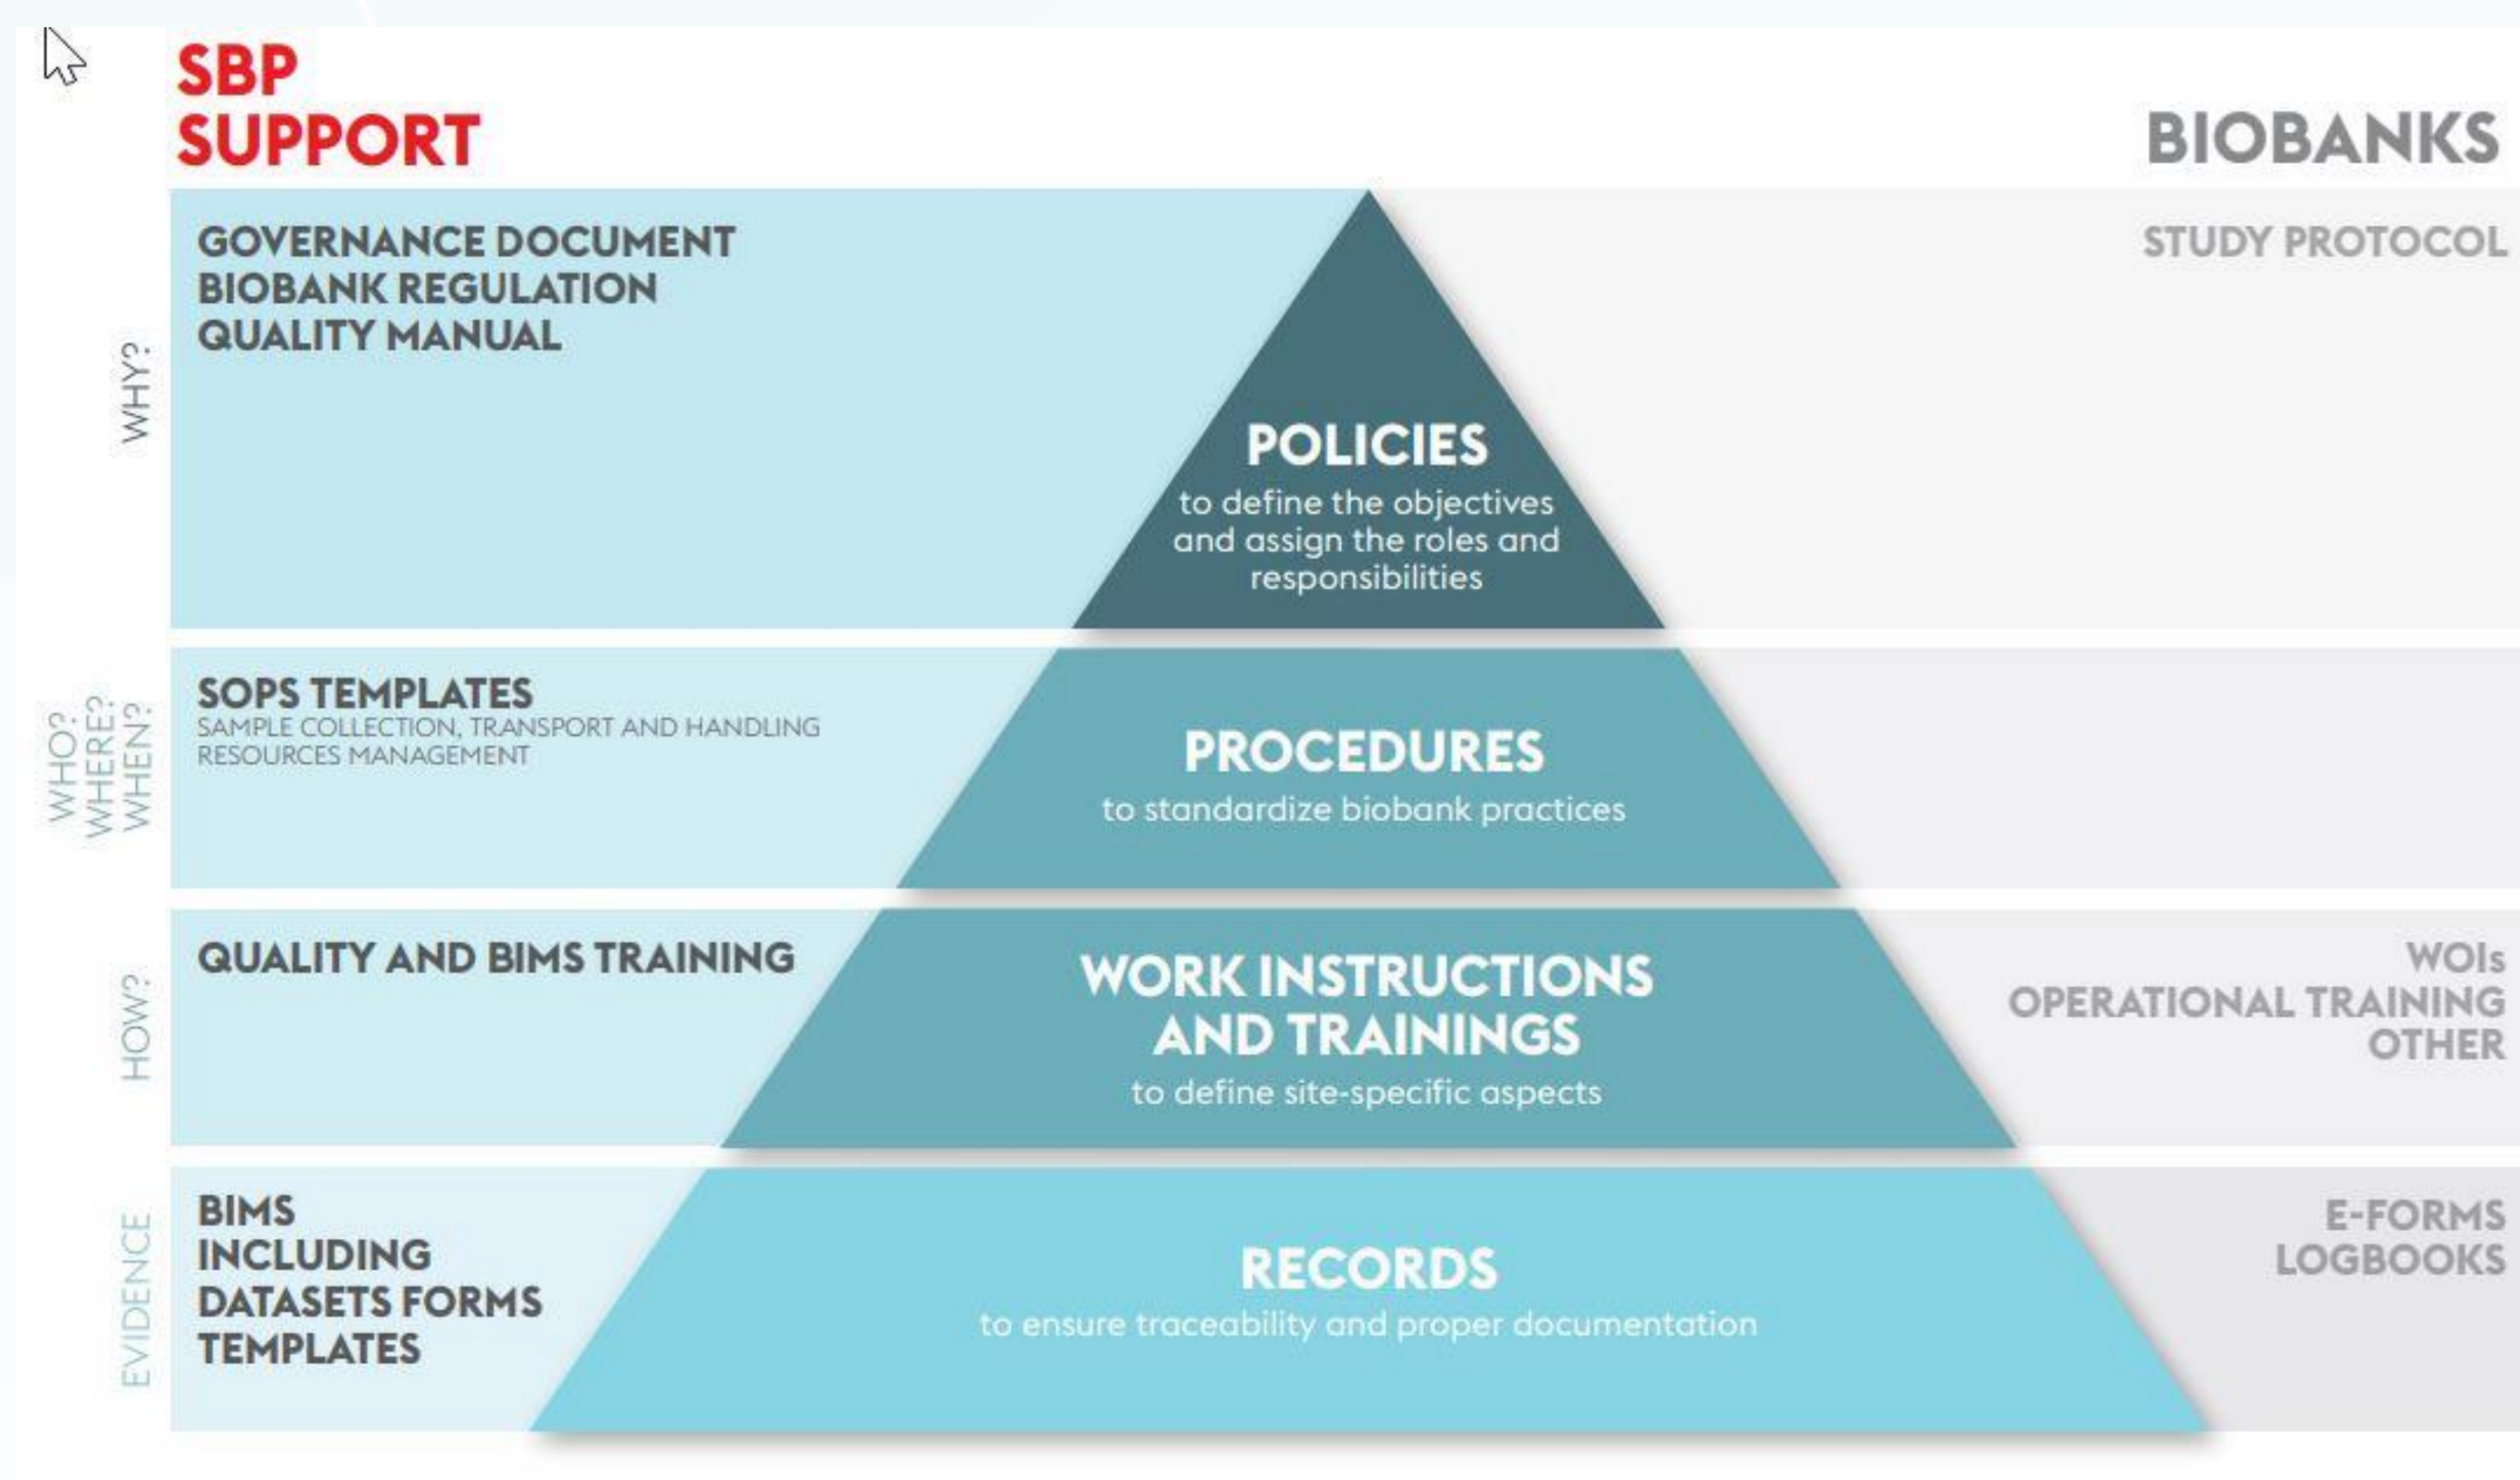 SBP
SUPPORT
BIOBANKS
WHY?
GOVERNANCE DOCUMENT
BIOBANK REGULATION
QUALITY MANUAL
POLICIES
to define the objectives
and assign the roles and
responsibilities
STUDY PROTOCOL
WHO?
WHERE?
WHEN?
SOPS TEMPLATES
SAMPLE COLLECTION, TRANSPORT AND HANDLING
RESOURCES MANAGEMENT
PROCEDURES
to standardize biobank practices
HOW?
QUALITY AND BIMS TRAINING
WORK INSTRUCTIONS
AND TRAININGS
to define site-specific aspects
WOIs
OPERATIONAL TRAINING
OTHER
EVIDENCE
BIMS
INCLUDING
DATASETS FORMS
TEMPLATES
RECORDS
to ensure traceability and proper documentation
E-FORMS
LOGBOOKS